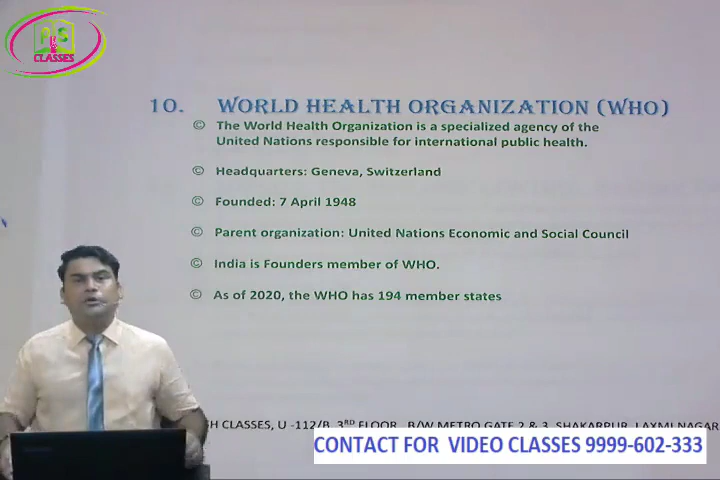 KS
CLASSES
10. WORLD HEALTH ORGANIZATION (WHO)
© The World Health Organization is a specialized agency of the
United Nations responsible for international public health.
© Headquarters: Geneva, Switzerland
© Founded: 7 April 1948
© Parent organization: United Nations Economic and Social Council
© India is Founders member of WHO.
© As of 2020, the WHO has 194 member states
CLASSES, U -112/B, 3RD FLOOR, B/W METRO GATE 2 & 3, SHAKARPUR, LAXMI NAGAR
CONTACT FOR VIDEO CLASSES 9999-602-333